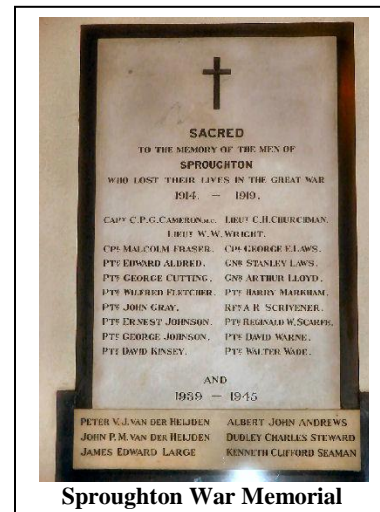 SACRED
TO THE MEMORY OF THE MEN OF
SPROUGHTON
WHO LOST THEIR LIVES IN THE GREAT WAR
1914. – 1919.
CAPT C.P.G. CAMERON. M.C. LIEUT C.H. CHURCHMAN.
LIEUT W.W. WRIGHT.
CPL MALCOLM FRASER. CPL GEORGE E. LAWS.
PTE EDWARD ALDRED. GNR STANLEY LAWS.
PTE GEORGE CUTTING. GNR ARTHUR LLOYD.
PTE WILFRED FLETCHER. PTE HARRY MARKHAM.
PTE JOHN GRAY. RFN A R SCRIVENER.
PTE ERNEST JOHNSON. PTE REGINALD W. SCARFE.
PTE GEORGE JOHNSON. PTE DAVID WARNE.
PTE DAVID KINSEY. PTE WALTER WADE.
AND
1939 – 1945
PETER V.J. VAN DER HEIJDEN ALBERT JOHN ANDREWS
JOHN P.M. VAN DER HEIJDEN DUDLEY CHARLES STEWARD
JAMES EDWARD LARGE KENNETH CLIFFORD SEAMAN
Sproughton War Memorial